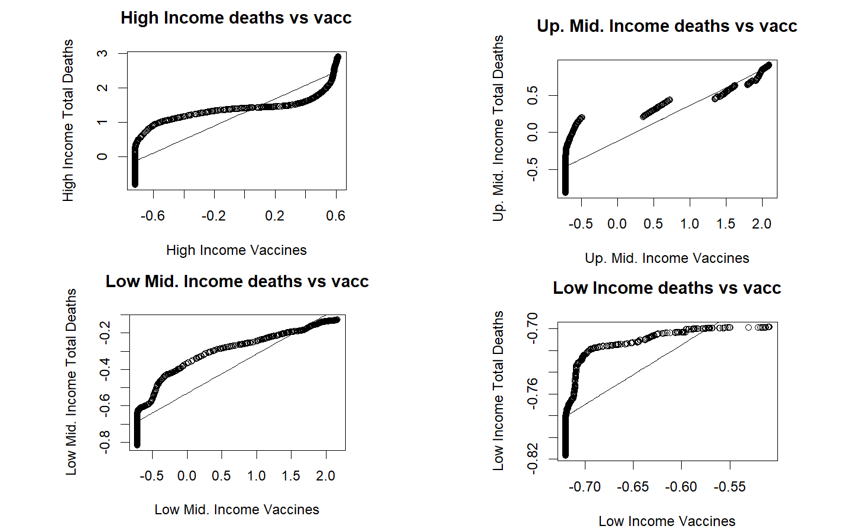 High Income deaths vs vacc
High Income Total Deaths
3
2
1
0
-0.6
-0.2
0.2
0.6
High Income Vaccines
Up. Mid. Income deaths vs vacc
Up. Mid. Income Total Deaths
0.5
0.0
-0.5
-0.5
0.0
0.5
1.0
1.5
2.0
Up. Mid. Income Vaccines
Low Mid. Income deaths vs vacc
Low Mid. Income Total Deaths
-0.2
-0.4
-0.6
-0.8
-0.5
0.0
0.5
1.0
1.5
2.0
Low Mid. Income Vaccines
Low Income deaths vs vacc
Low Income Total Deaths
-0.70
-0.76
-0.82
-0.70
-0.65
-0.60
-0.55
Low Income Vaccines